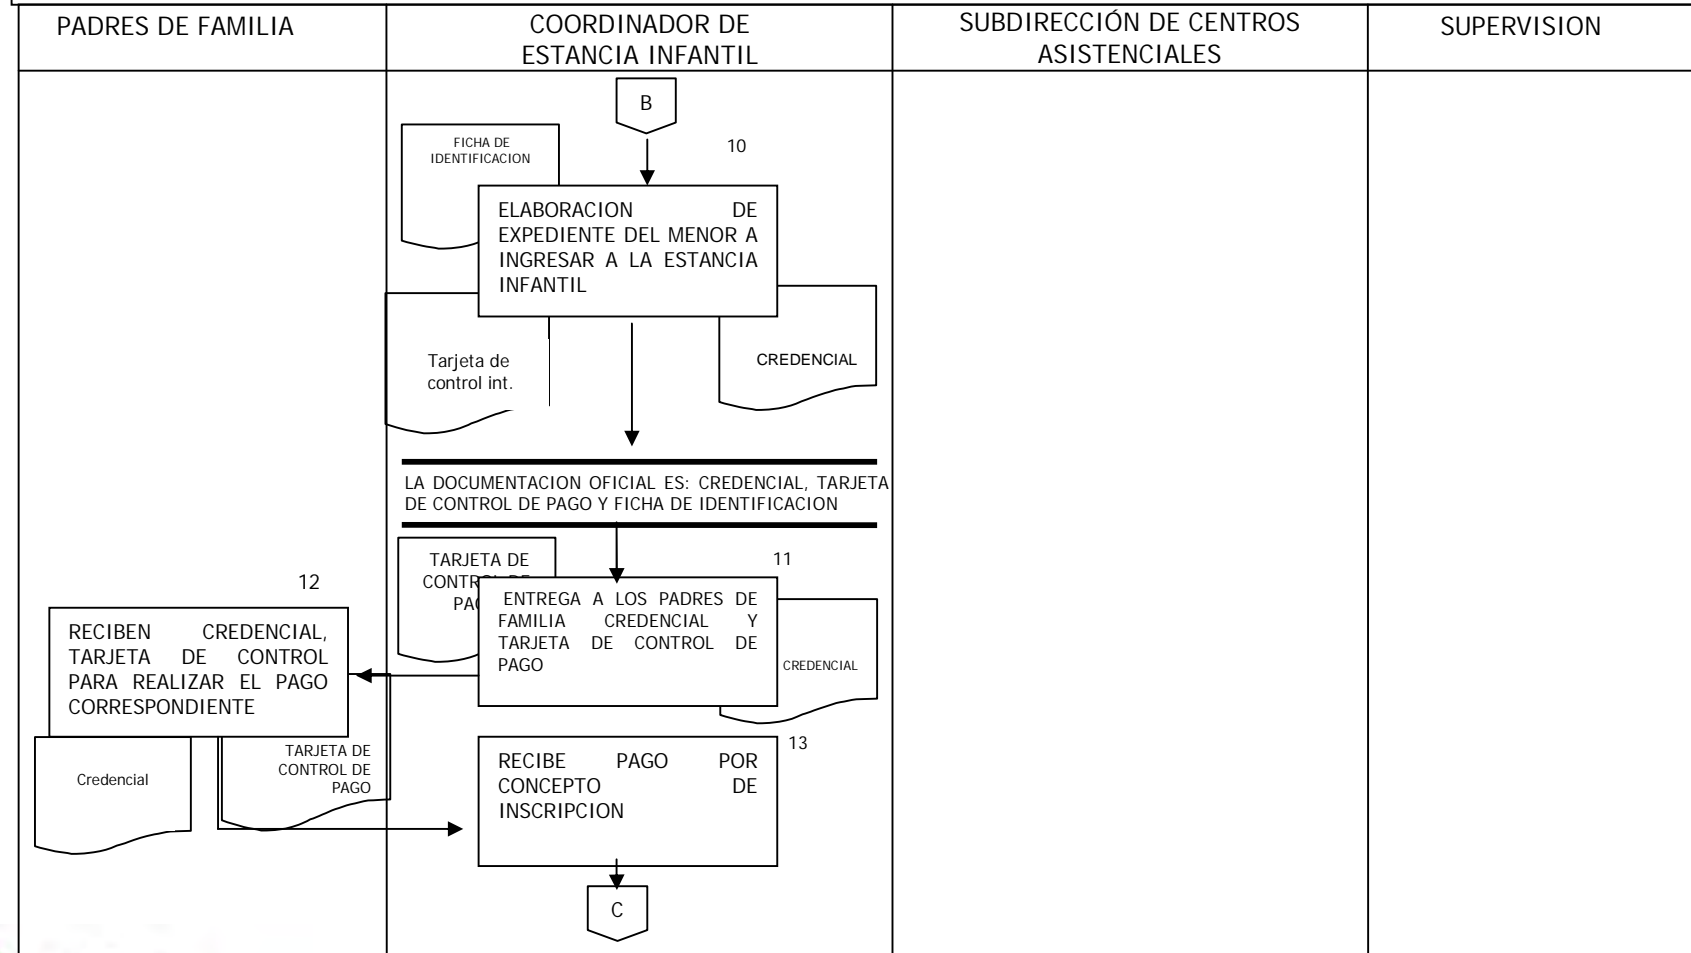 PADRES DE FAMILIA
COORDINADOR DE
ESTANCIA INFANTIL
SUBDIRECCIÓN DE CENTROS
ASISTENCIALES
SUPERVISION
B
FICHA DE
IDENTIFICACION
10
ELABORACION DE
EXPEDIENTE DEL MENOR A
INGRESAR A LA ESTANCIA
INFANTIL
Tarjeta de
control int.
CREDENCIAL
LA DOCUMENTACION OFICIAL ES: CREDENCIAL, TARJETA
DE CONTROL DE PAGO Y FICHA DE IDENTIFICACION
TARJETA DE
CONTROL DE
11
ENTREGA A LOS PADRES DE
FAMILIA CREDENCIAL Y
TARJETA DE CONTROL DE
PAGO
CREDENCIAL
12
RECIBEN CREDENCIAL,
TARJETA DE CONTROL
PARA REALIZAR EL PAGO
CORRESPONDIENTE
Credencial
TARJETA DE
CONTROL DE
PAGO
13
RECIBE PAGO POR
CONCEPTO DE
INSCRIPCION
C